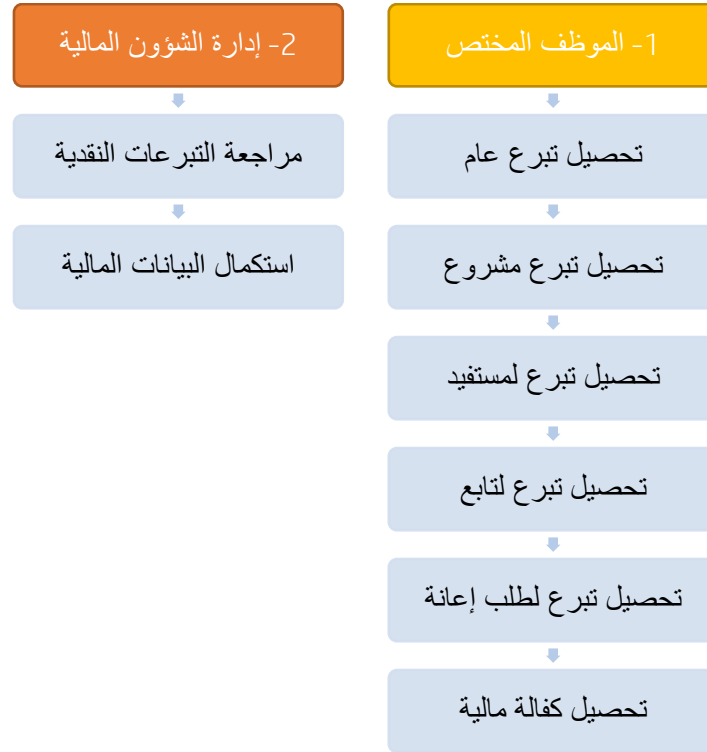 1- الموظف المختص
تحصيل تبرع عام
تحصيل تبرع مشروع
تحصيل تبرع لمستفيد
تحصيل تبرع لتابع
تحصيل تبرع لطلب إعانة
تحصيل كفالة مالية
2- إدارة الشؤون المالية
مراجعة التبرعات النقدية
استكمال البيانات المالية